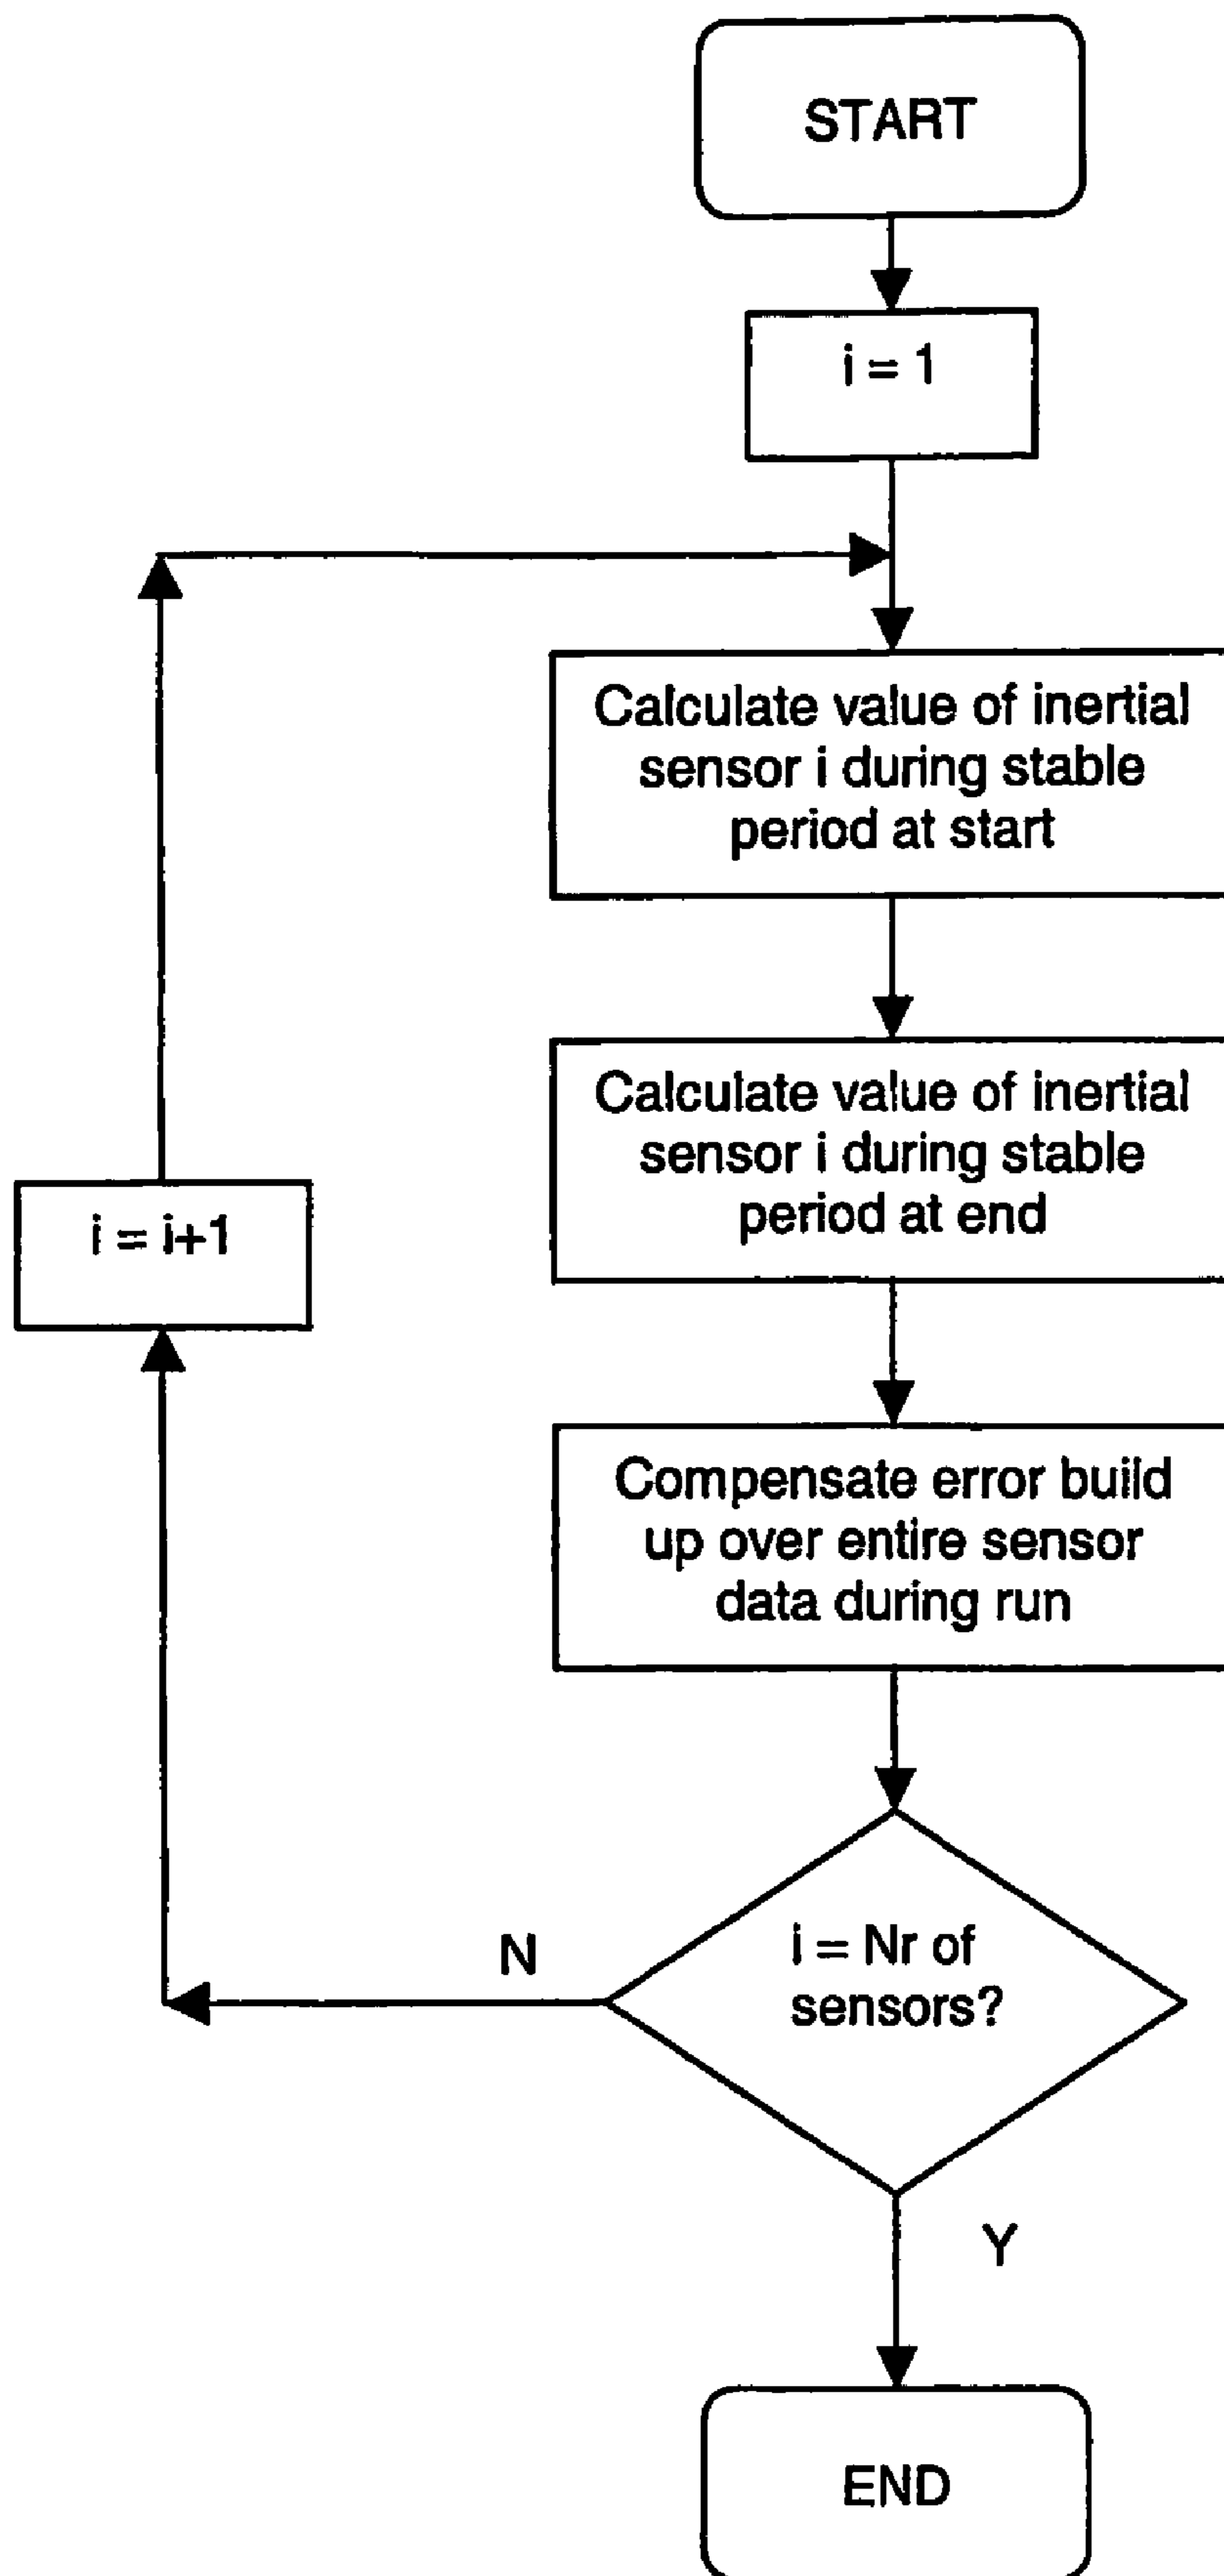 START
i = 1
Calculate value of inertial
sensor i during stable
period at start
Calculate value of inertial
sensor i during stable
period at end
i = i+1
Compensate error build
up over entire sensor
data during run
i = Nr of
sensors?
N
Y
END